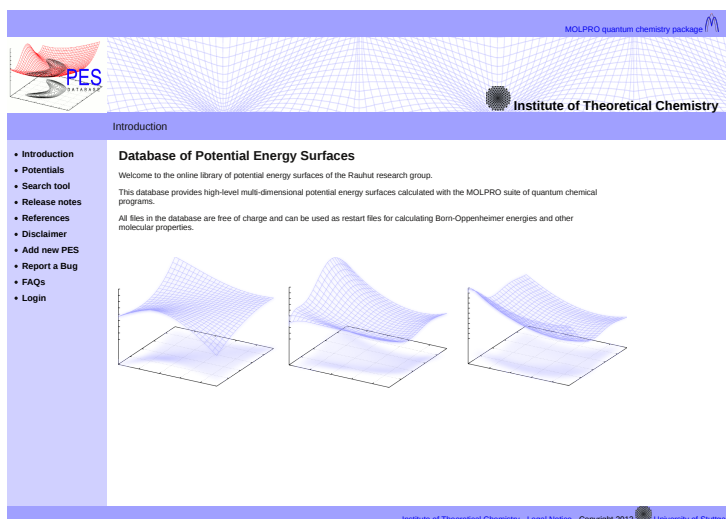 MOLPRO quantum chemistry package
PES
DATABASE
Institute of Theoretical Chemistry
Introduction
Introduction
Potentials
Search tool
Release notes
References
Disclaimer
Add new PES
Report a Bug
FAQs
Login
Database of Potential Energy Surfaces
Welcome to the online library of potential energy surfaces of the Rauhut research group.
This database provides high-level multi-dimensional potential energy surfaces calculated with the MOLPRO suite of quantum chemical
programs.
All files in the database are free of charge and can be used as restart files for calculating Born-Oppenheimer energies and other
molecular properties.
Institute of Theoretical Chemistry Legal Notice Copyright 2012 University of